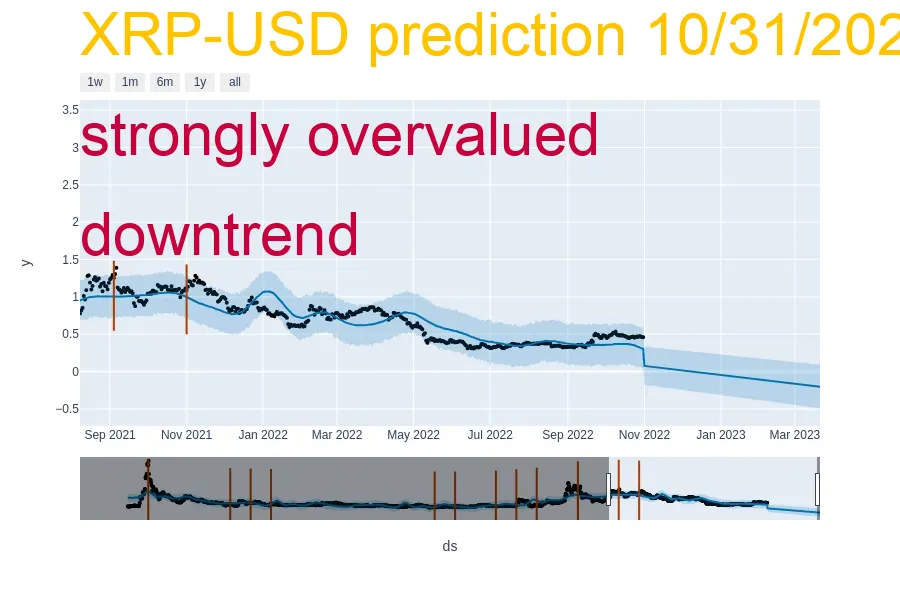 XRP-USD prediction 10/31/202
1w 1m 6m 1y all
3.5
strongly overvalued
3
2.5
2
downtrend
1.5
y
1
0.5
0
−0.5
Sep 2021 Nov 2021 Jan 2022 Mar 2022 May 2022 Jul 2022 Sep 2022 Nov 2022 Jan 2023 Mar 2023
ds